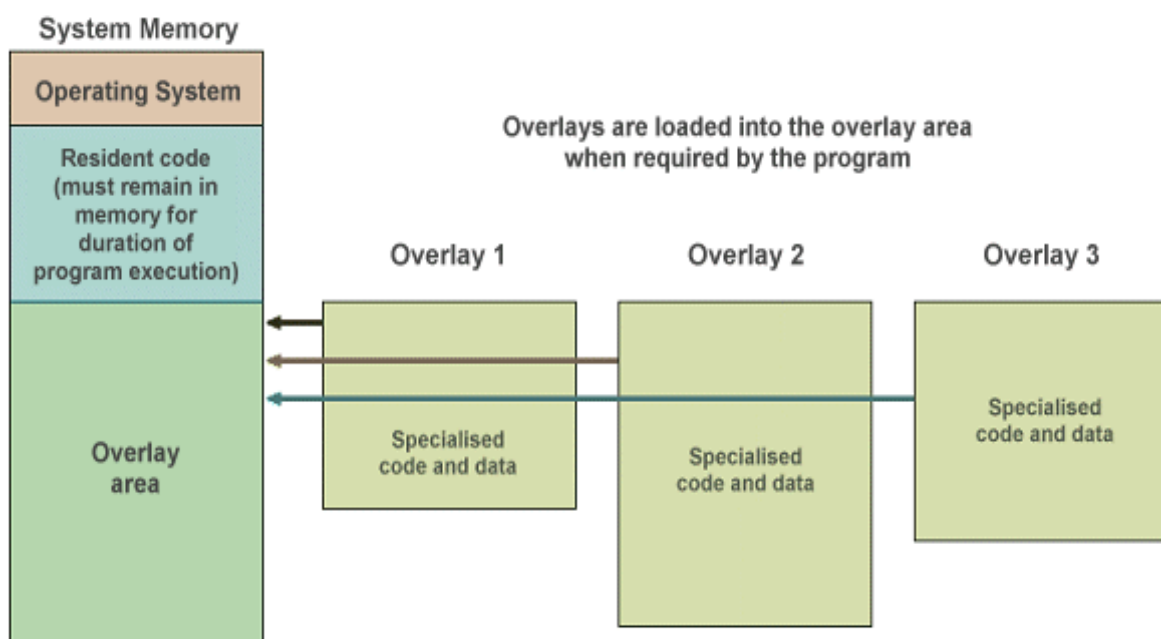 System Memory
Operating System
Resident code
(must remain in
memory for
duration of
program execution)
Overlay
area
Overlays are loaded into the overlay area
when required by the program
Overlay 1
Specialised
code and data
Overlay 2
Specialised
code and data
Overlay 3
Specialised
code and data